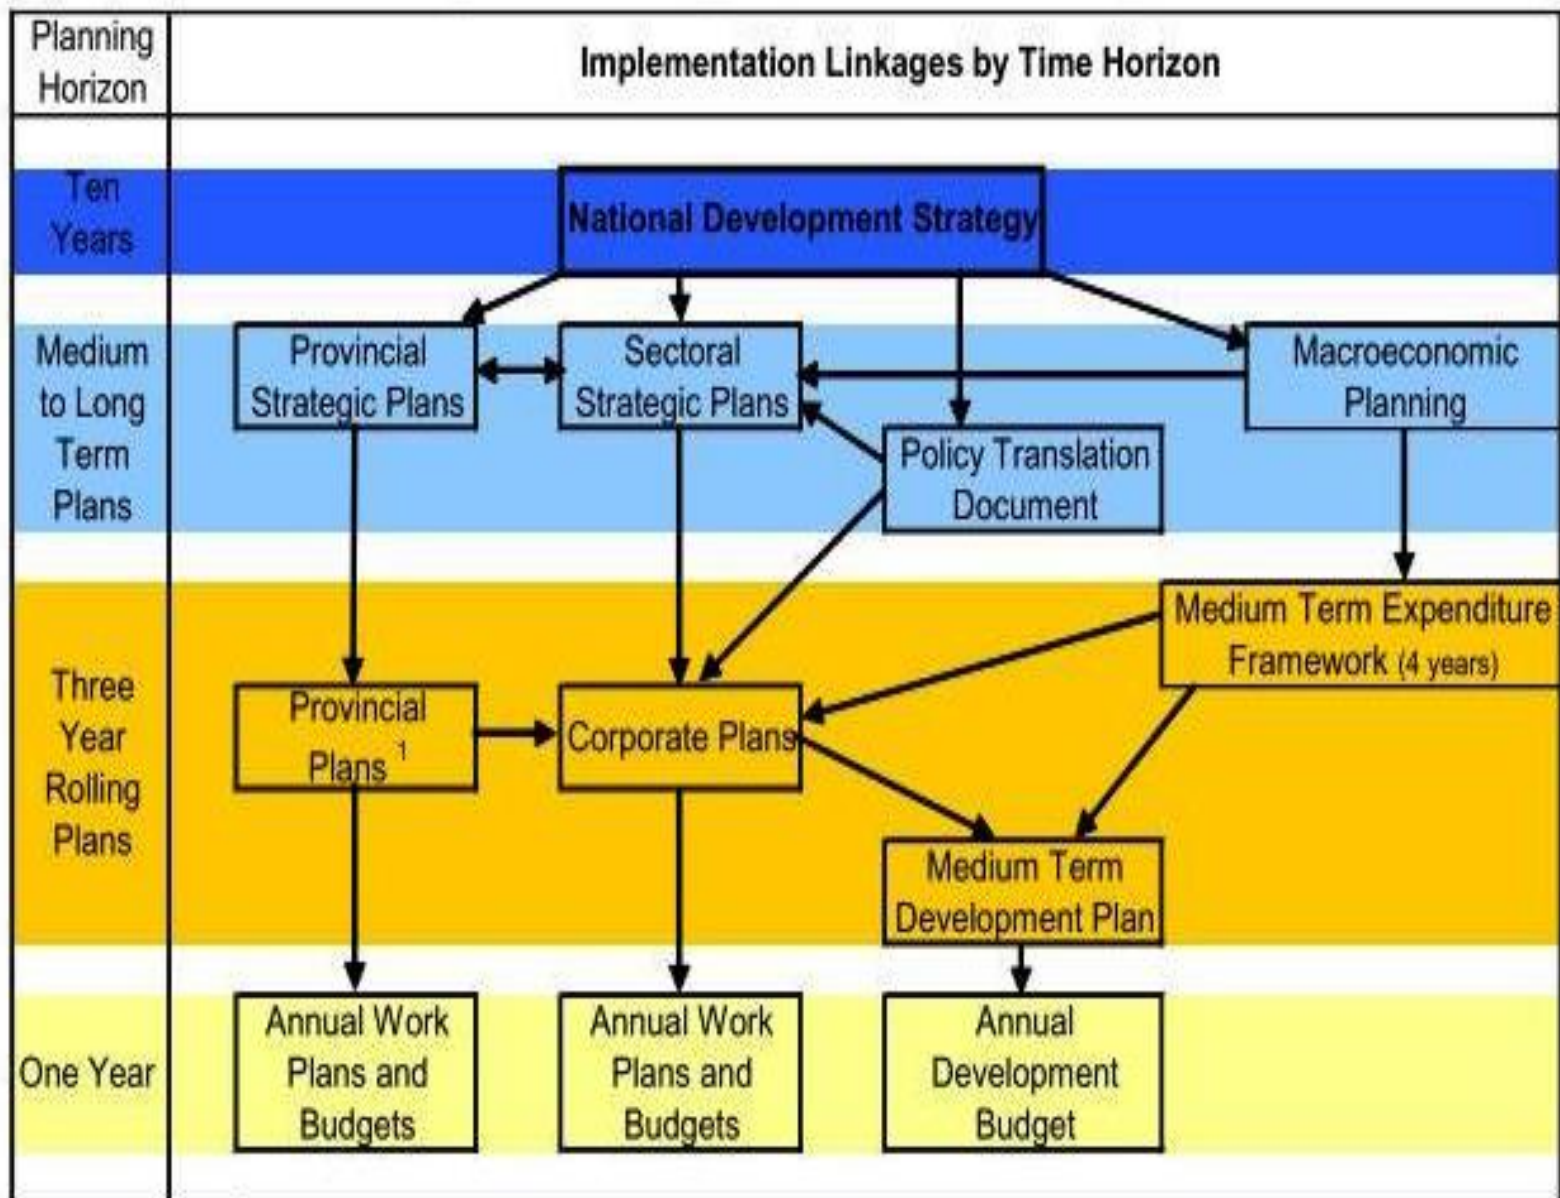 Planning
Horizon
Implementation Linkages by Time Horizon
Ten
Years
National Development Strategy
Medium
to Long
Term
Plans
Provincial
Strategic Plans
Sectoral
Strategic Plans
Macroeconomic
Planning
Policy Translation
Document
Three
Year
Rolling
Plans
Medium Term Expenditure
Framework (4 years)
Provincial
Plans 1
Corporate Plans
Medium Term
Development Plan
One Year
Annual Work
Plans and
Budgets
Annual Work
Plans and
Budgets
Annual
Development
Budget